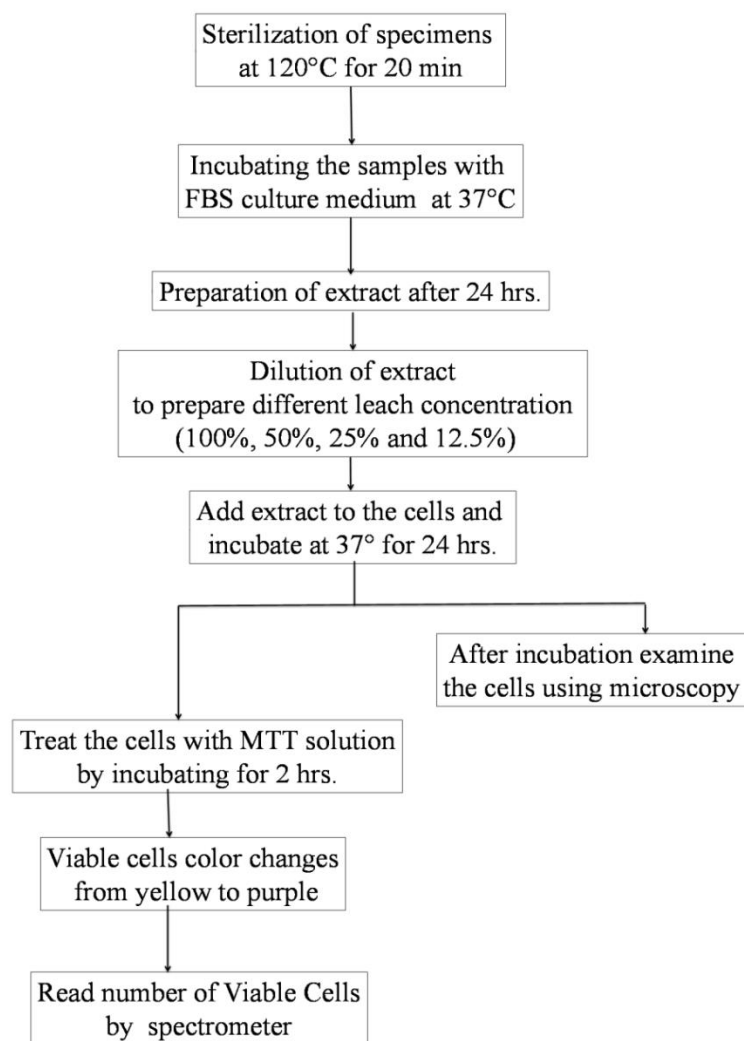 Sterilization of specimens
at 120°C for 20 min
Incubating the samples with
FBS culture medium at 37°C
Preparation of extract after 24 hrs.
Dilution of extract
to prepare different leach concentration
(100%, 50%, 25% and 12.5%)
Add extract to the cells and
incubate at 37° for 24 hrs.
After incubation examine
the cells using microscopy
Treat the cells with MTT solution
by incubating for 2 hrs.
Viable cells color changes
from yellow to purple
Read number of Viable Cells
by spectrometer